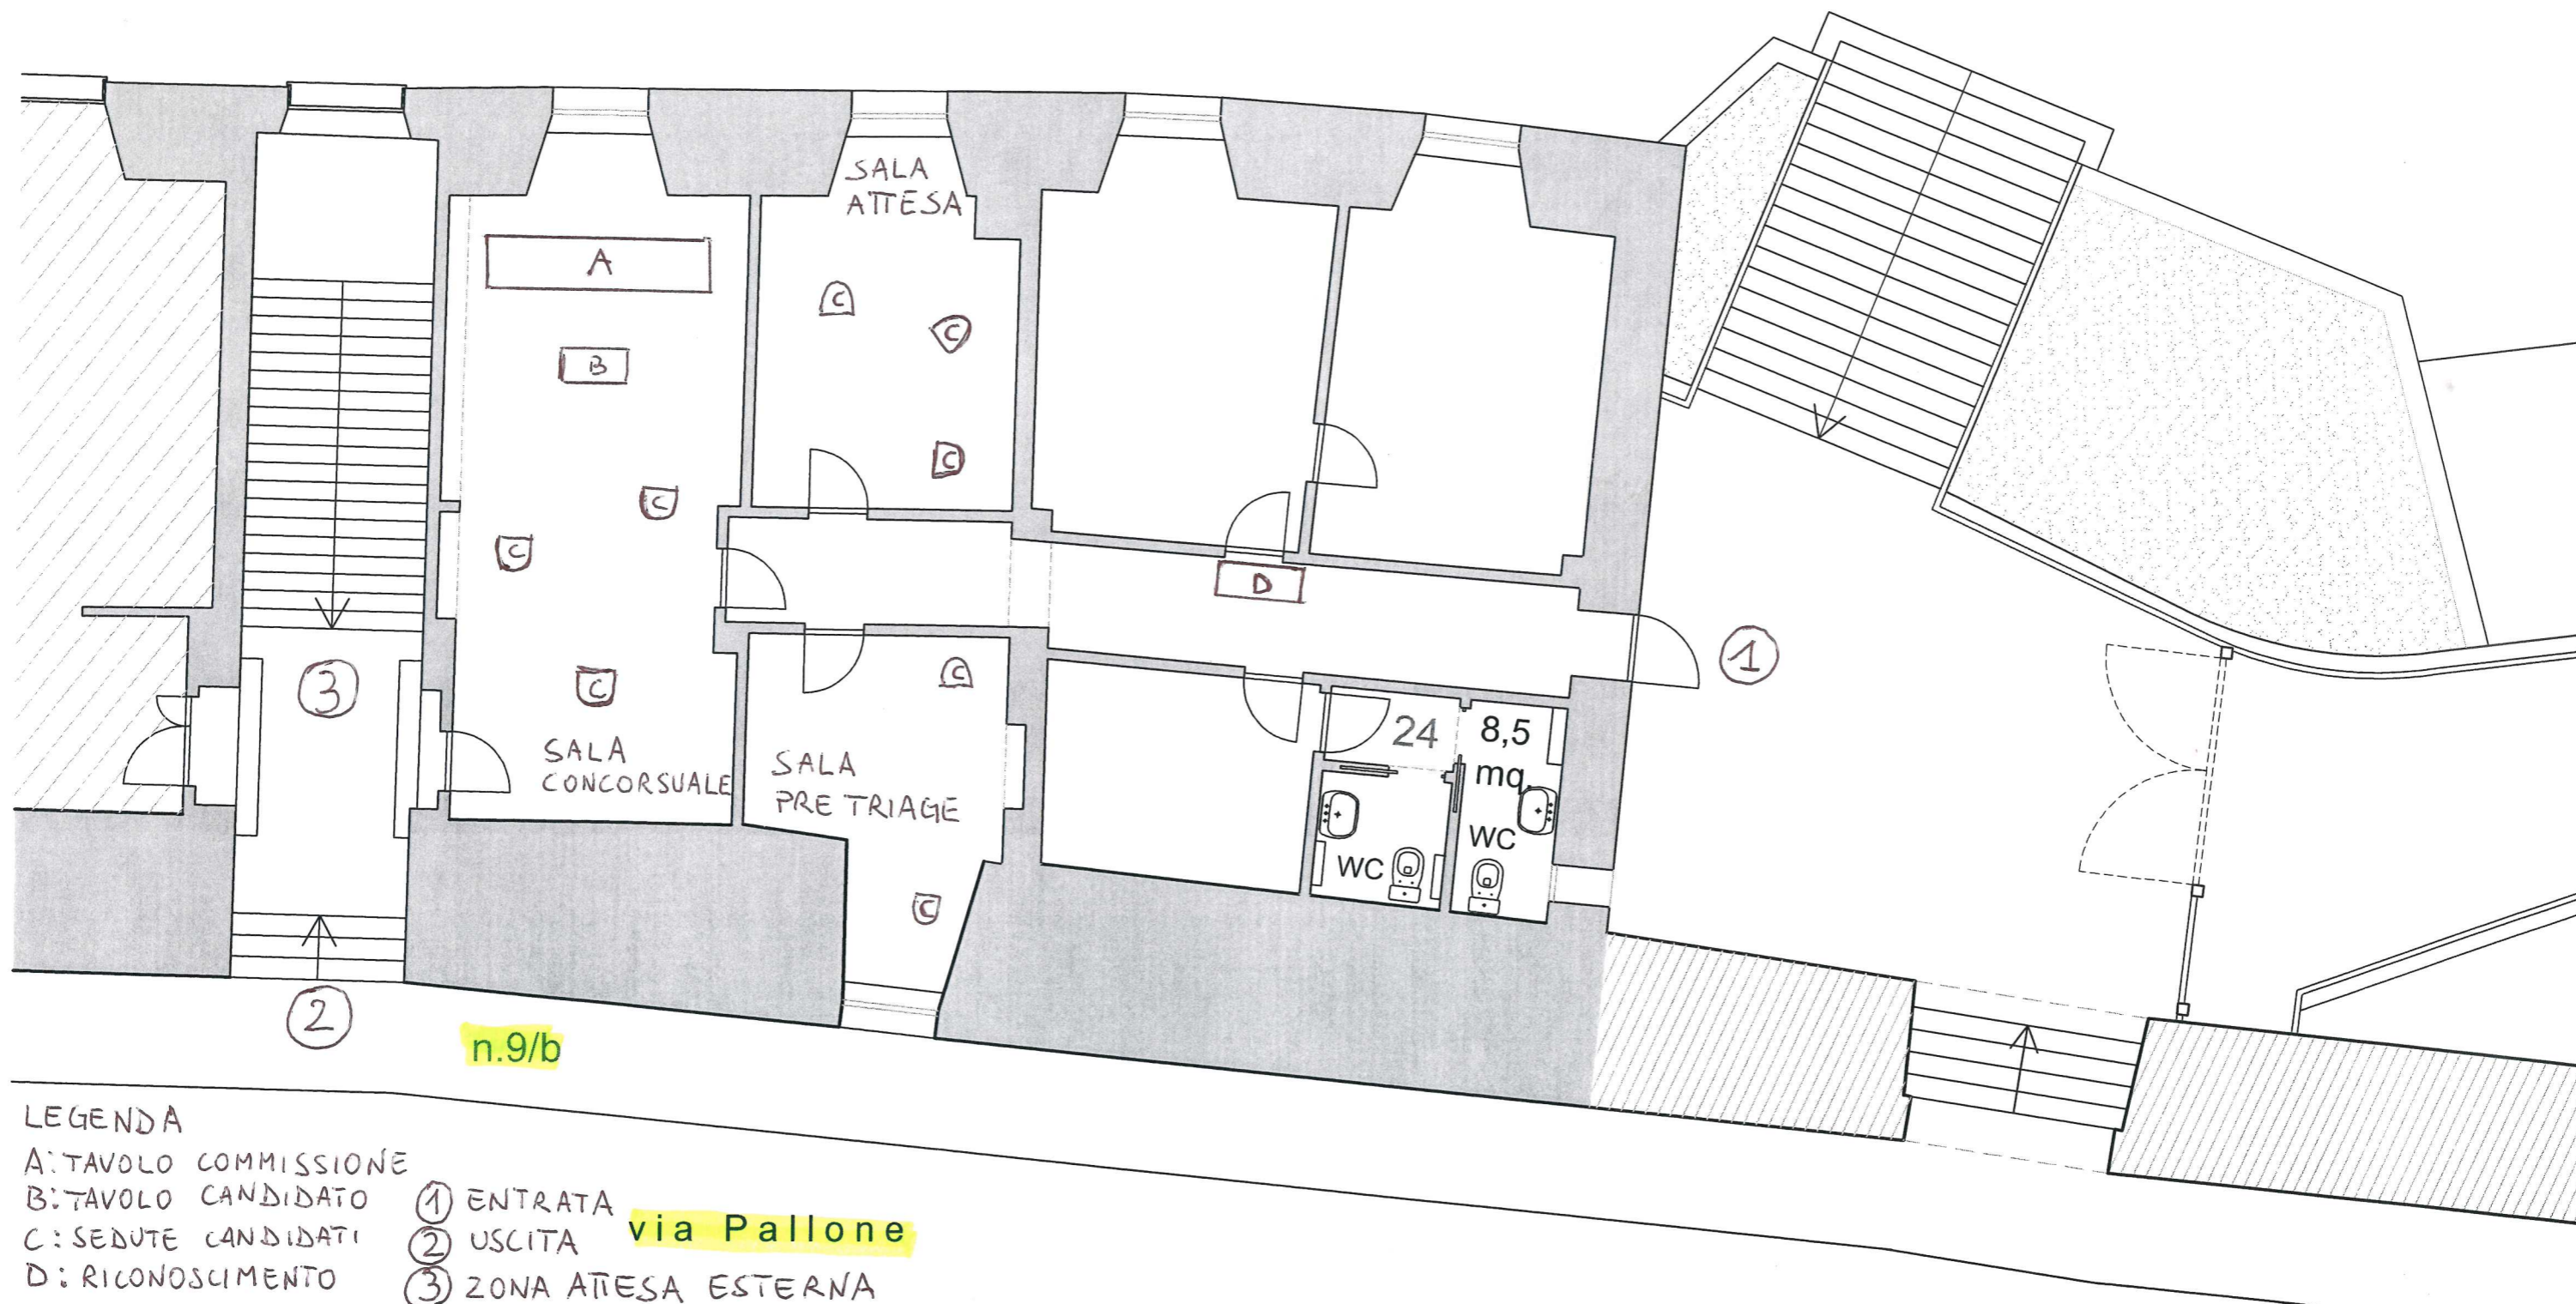 SALA
ATTESA
A
C
C
B
C
C
C
D
1
C
3
C
24
8,5
mq.
SALA
CONCORSUALE
SALA
PRE TRIAGE
WC
WC
C
2
n.9/b
LEGENDA
A: TAVOLO COMMISSIONE
B: TAVOLO CANDIDATO
C: SEDUTE CANDIDATI
D: RICONOSCIMENTO
1 ENTRATA
2 USCITA
3 ZONA ATTESA ESTERNA
via Pallone